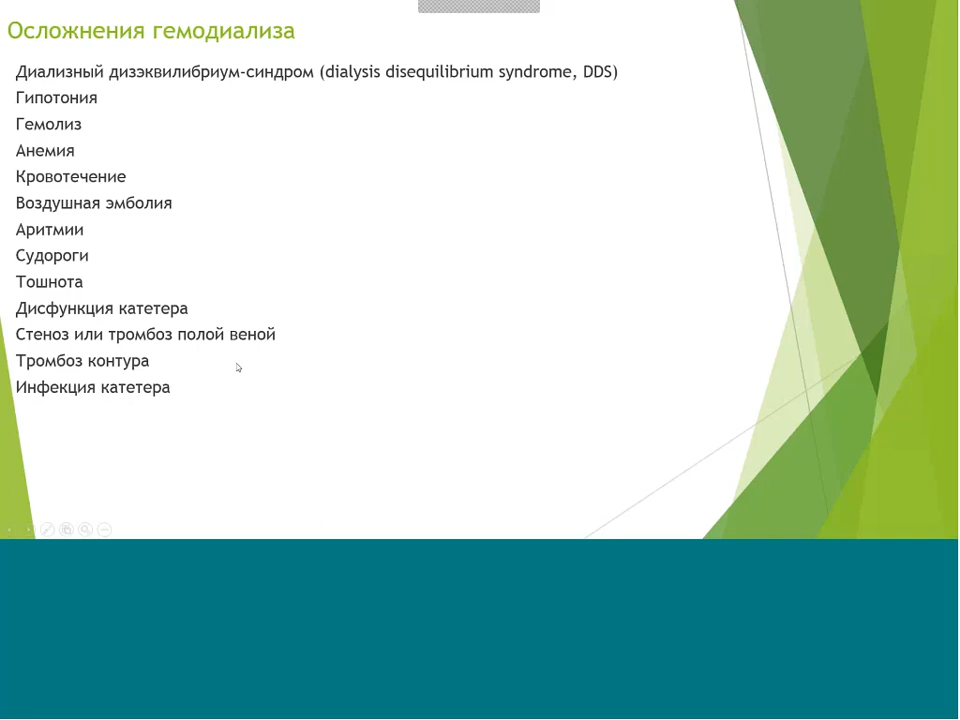 Осложнения гемодиализа
Диализный дизэквилибриум-синдром (dialysis disequilibrium syndrome, DDS)
Гипотония
Гемолиз
Анемия
Кровотечение
Воздушная эмболия
Аритмии
Судороги
Тошнота
Дисфункция катетера
Стеноз или тромбоз полой веной
Тромбоз контура
Инфекция катетера